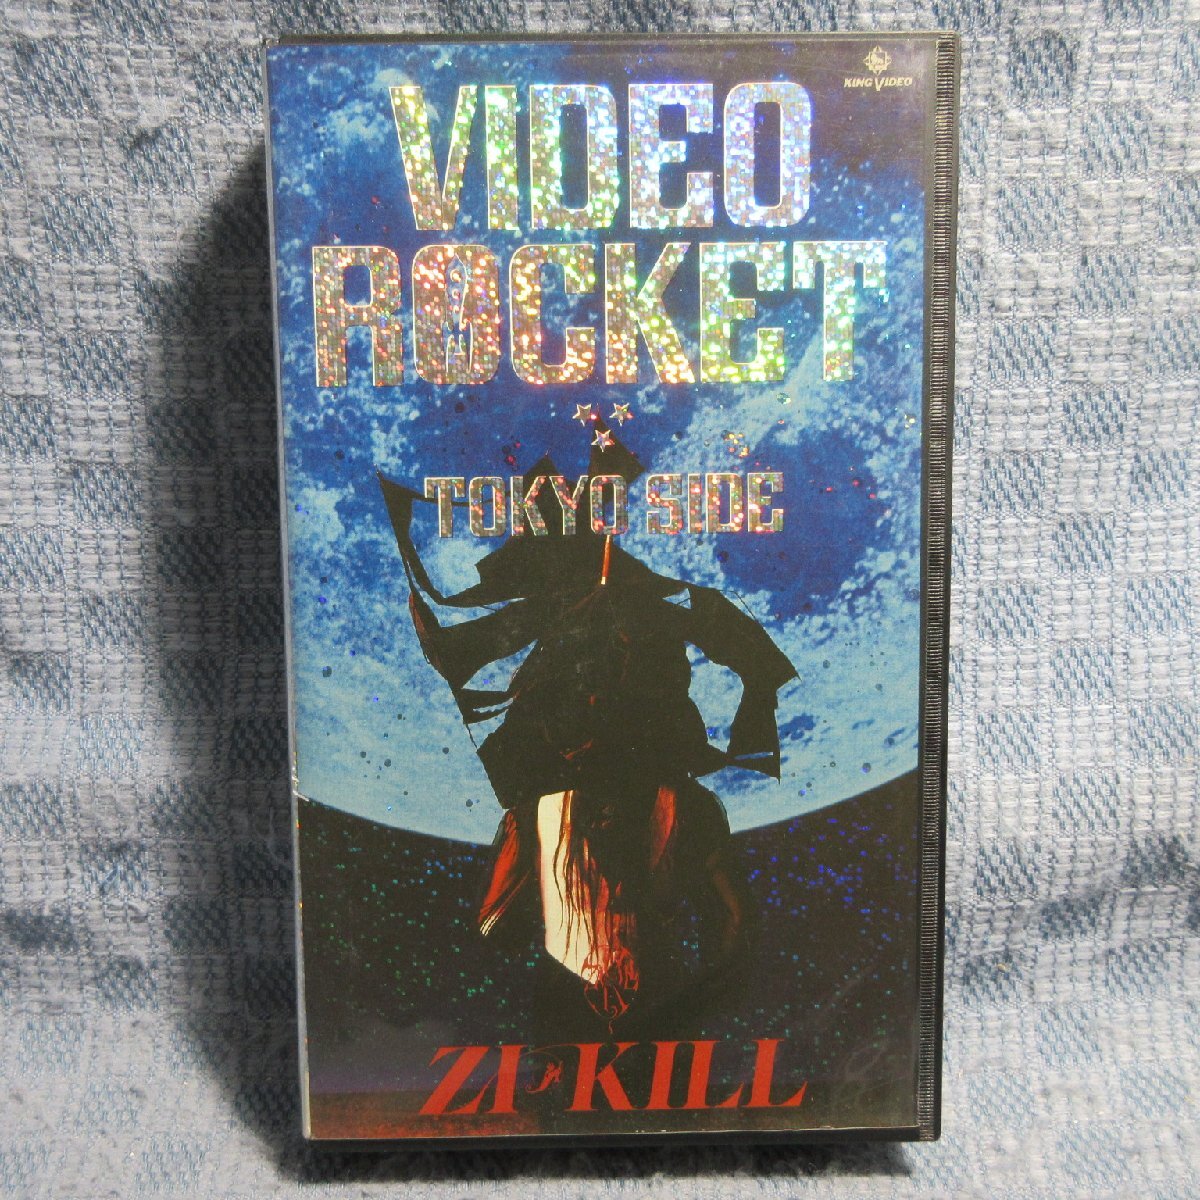 KING VIDEO
VIDEO
ROCKET
TOKYO SIDE
ZI KILL